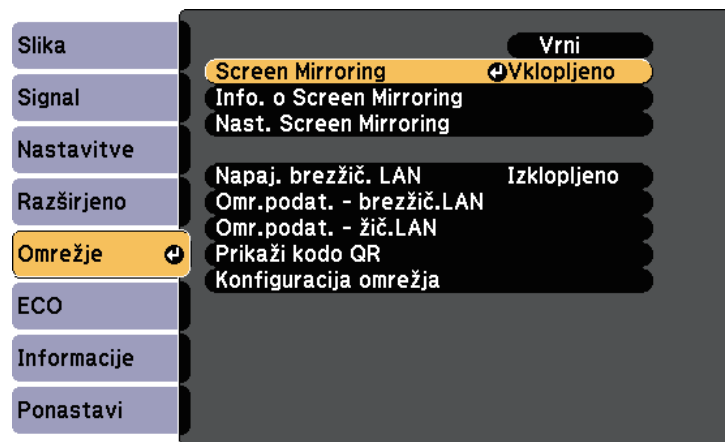 Slika
Signal
Nastavitve
Razširjeno
Omrežje
ECO
Informacije
Ponastavi
Vrni
Screen Mirroring Vklopljeno
Info. o Screen Mirroring
Nast. Screen Mirroring
Napaj. brezžič. LAN Izklopljeno
Omr.podat. - brezžič.LAN
Omr.podat. - žič.LAN
Prikaži kodo QR
Konfiguracija omrežja